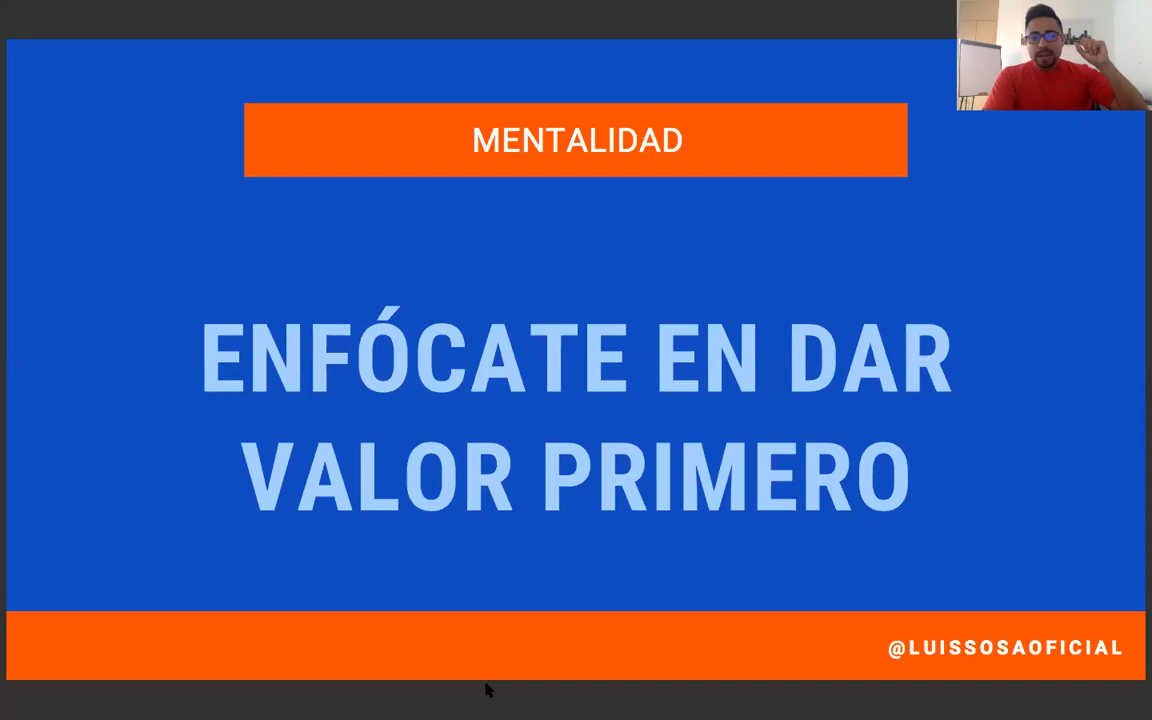 MENTALIDAD
ENFÓCATE EN DAR
VALOR PRIMERO
@LUISSOSAOFICIAL